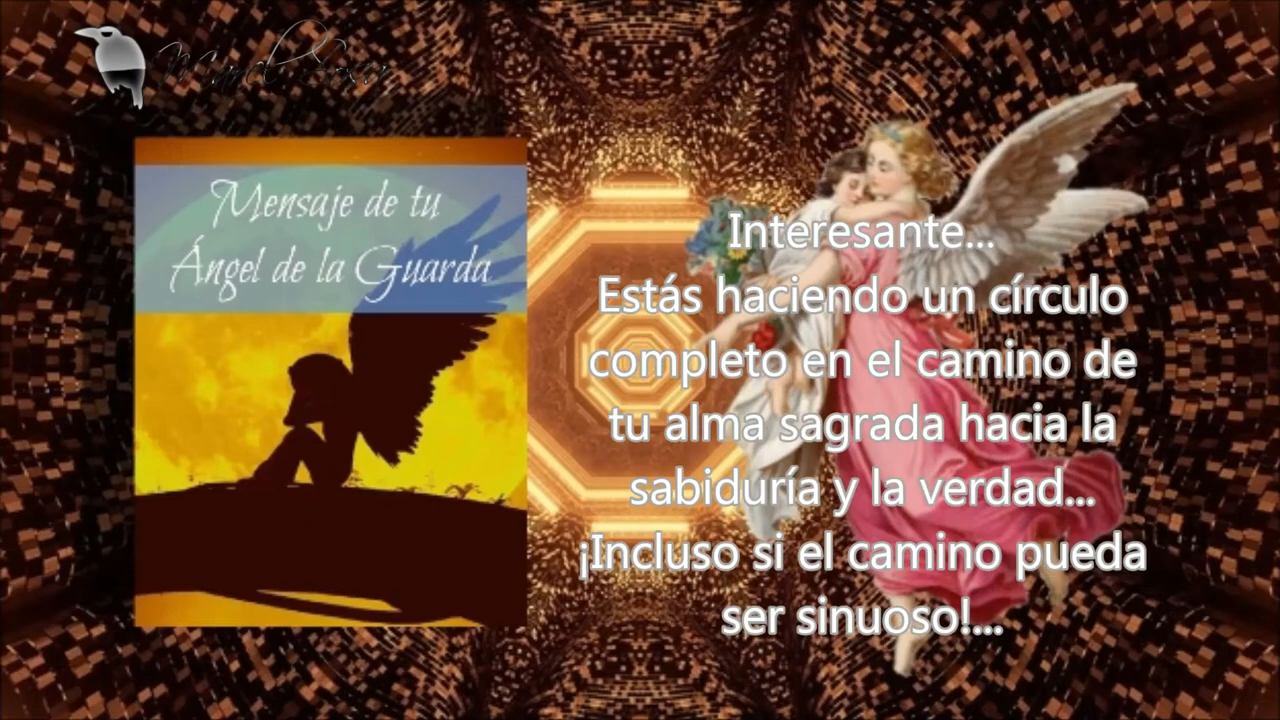 Mensaje de tu
Ángel de la Guarda
Interesante...
Estás haciendo un círculo
completo en el camino de
tu alma sagrada hacia la
sabiduría y la verdad...
¡Incluso si el camino pueda
ser sinuoso!...